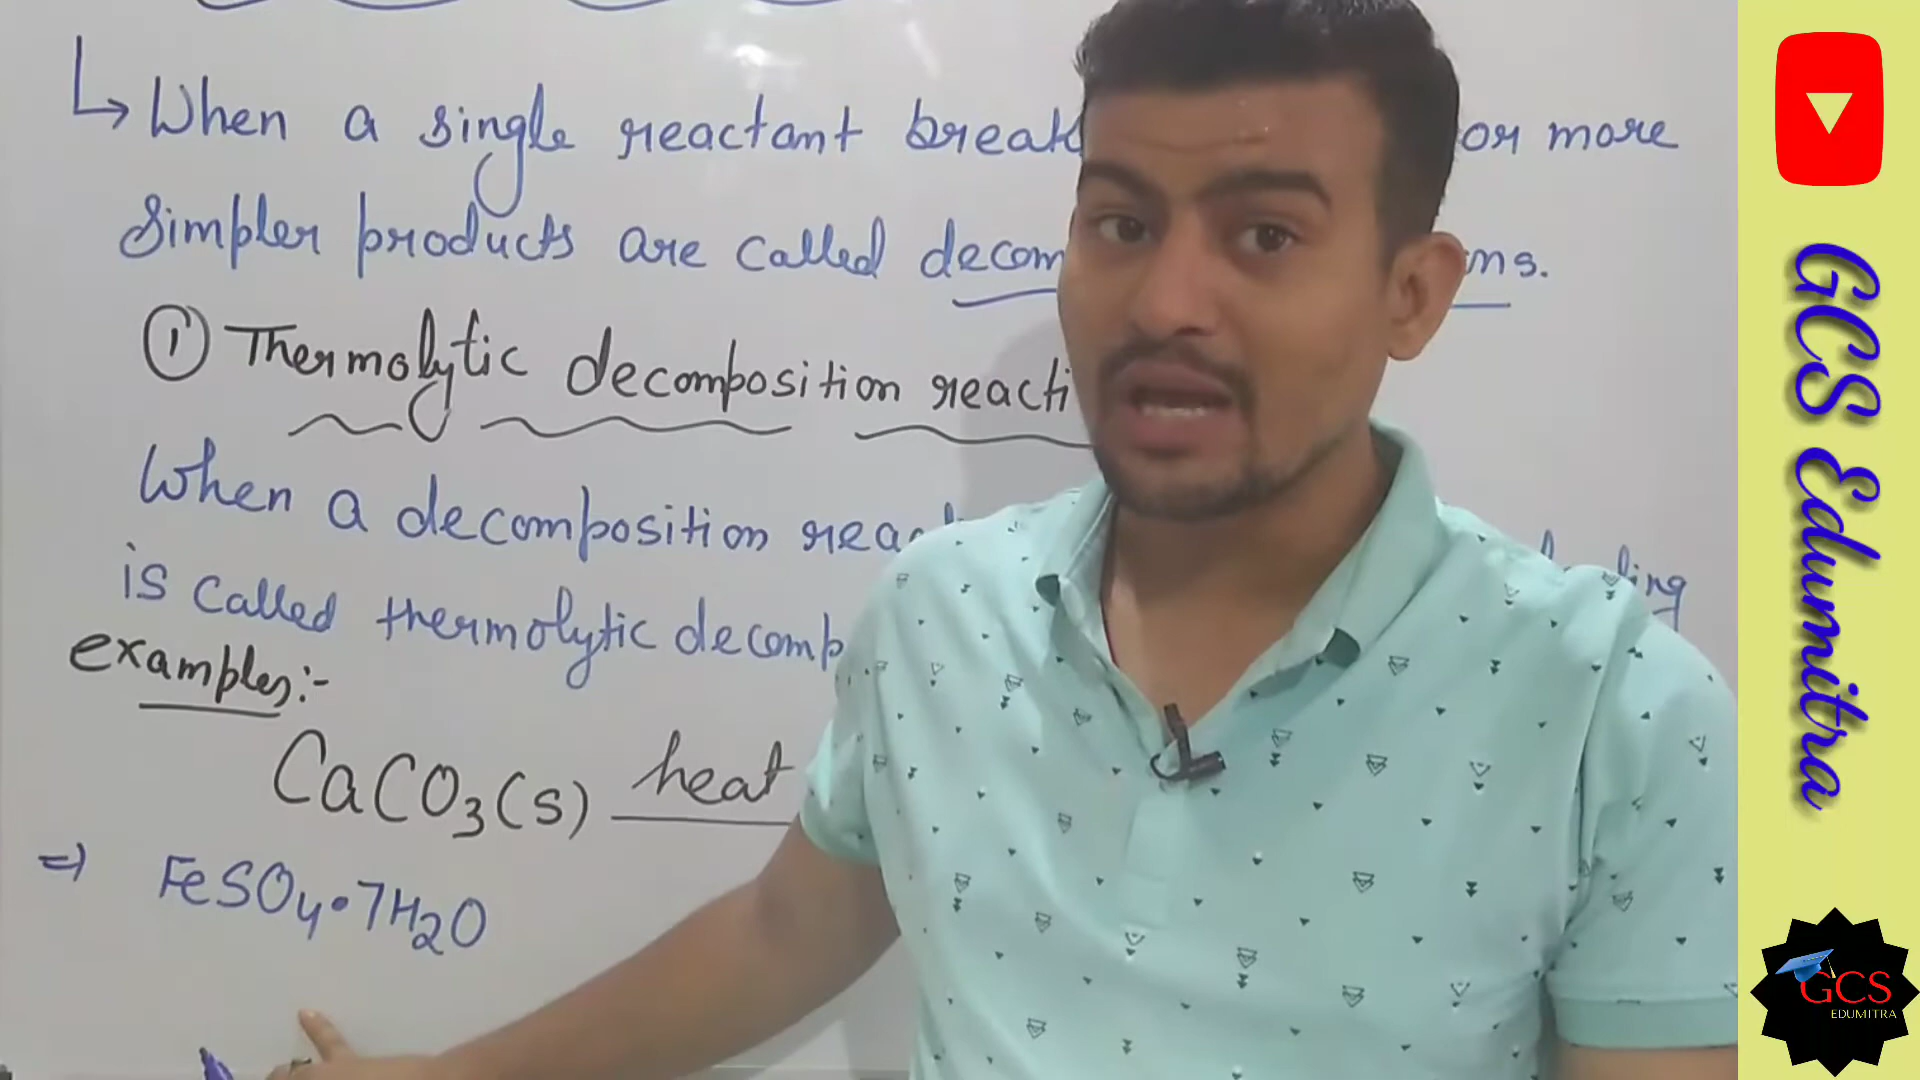 ↳ When a single reactant break or more
simpler products are called decom ns.
① Thermolytic decomposition reacti
When a decomposition reac
is called thermolytic decomp
examples:-
CaCO₃(s) heat
⇒ FeSO₄•7H₂O
GCS Edumitra
GCS
EDUMITRA